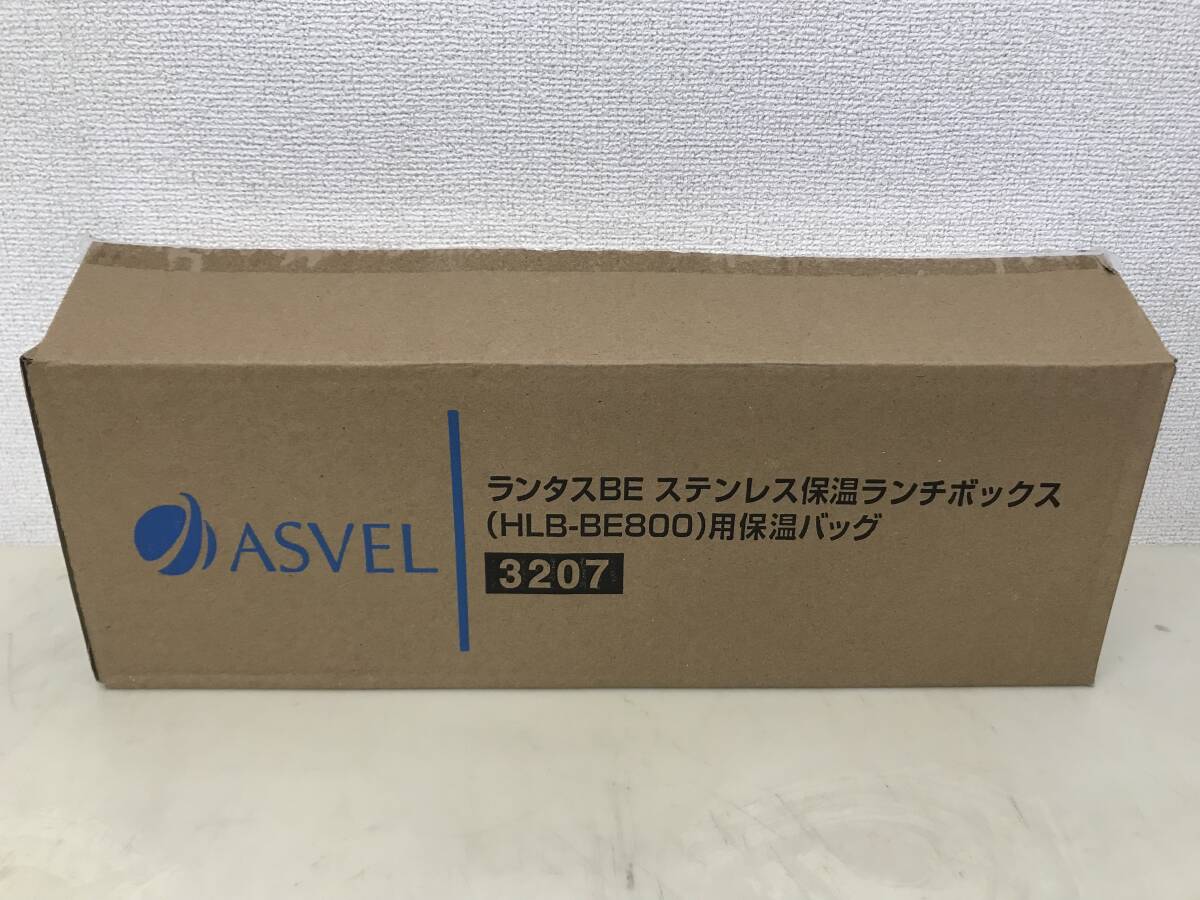 ASVEL
ランタスBE ステンレス保温ランチボックス
(HLB-BE800)用保温バッグ
3207